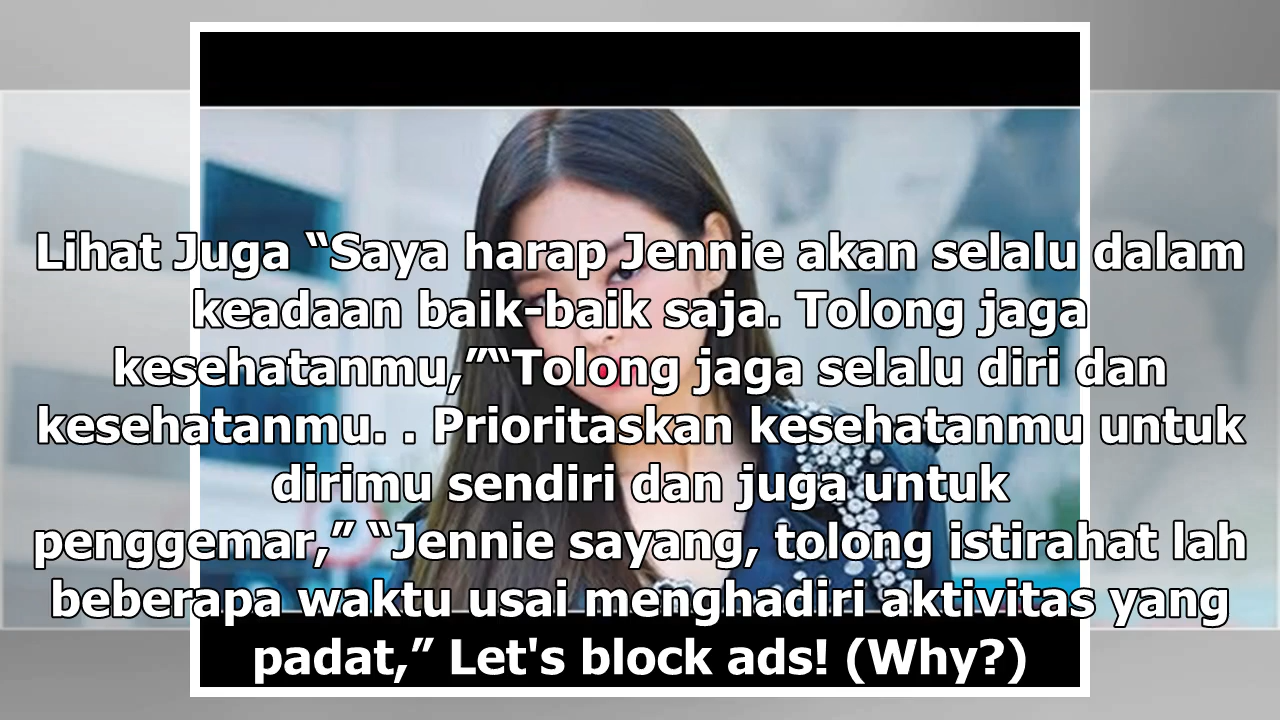 Lihat Juga “Saya harap Jennie akan selalu dalam
keadaan baik-baik saja. Tolong jaga
kesehatanmu,”“Tolong jaga selalu diri dan
kesehatanmu. . Prioritaskan kesehatanmu untuk
dirimu sendiri dan juga untuk
penggemar,” “Jennie sayang, tolong istirahat lah
beberapa waktu usai menghadiri aktivitas yang
padat,” Let's block ads! (Why?)